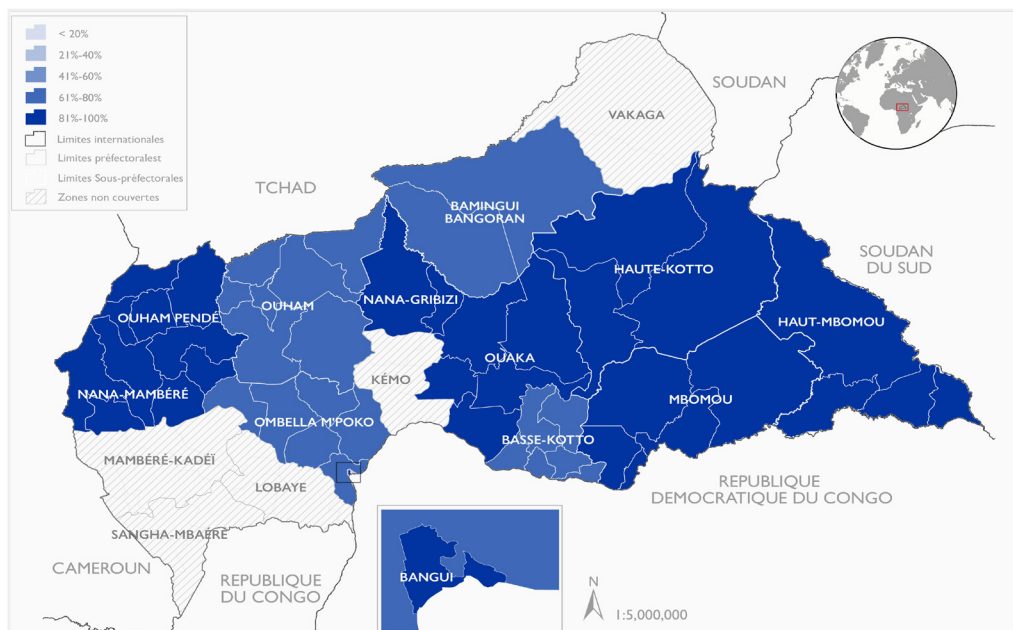 < 20%
21%-40%
41%-60%
61%-80%
81%-100%
Limites internationales
Limites préfectoralest
Limites Sous-préfectorales
Zones non couvertes
SOUDAN
VAKAGA
TCHAD
BAMINGUI
BANGORAN
SOUDAN
DU SUD
HAUTE-KOTTO
NANA-GRIBIZI
OUHAM
OUHAM PENDÉ
HAUT-MBOMOU
OUAKA
KÉMO
NANA-MAMBÉRÉ
MBOMOU
OMBELLA M'POKO
BASSE-KOTTO
MAMBÉRÉ-KADÉÏ
LOBAYE
REPUBLIQUE
DEMOCRATIQUE DU CONGO
SANGHA-MBAÉRÉ
CAMEROUN
REPUBLIQUE
DU CONGO
BANGUI
N
1:5,000,000